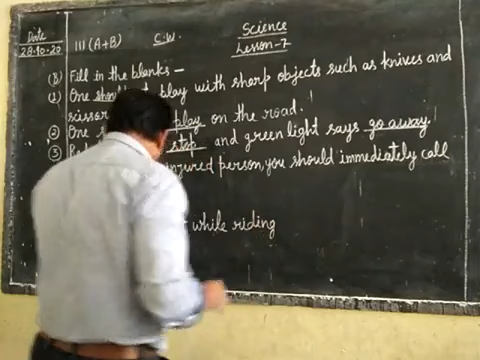 Date
28.10.20
III (A+B)
C.W.
Science
Lesson-7
(B) Fill in the blanks –
(1) One should play with sharp objects such as knives and
scissor
(2) One play on the road.
(3) stop and green light says go away.
injured person, you should immediately call
while riding